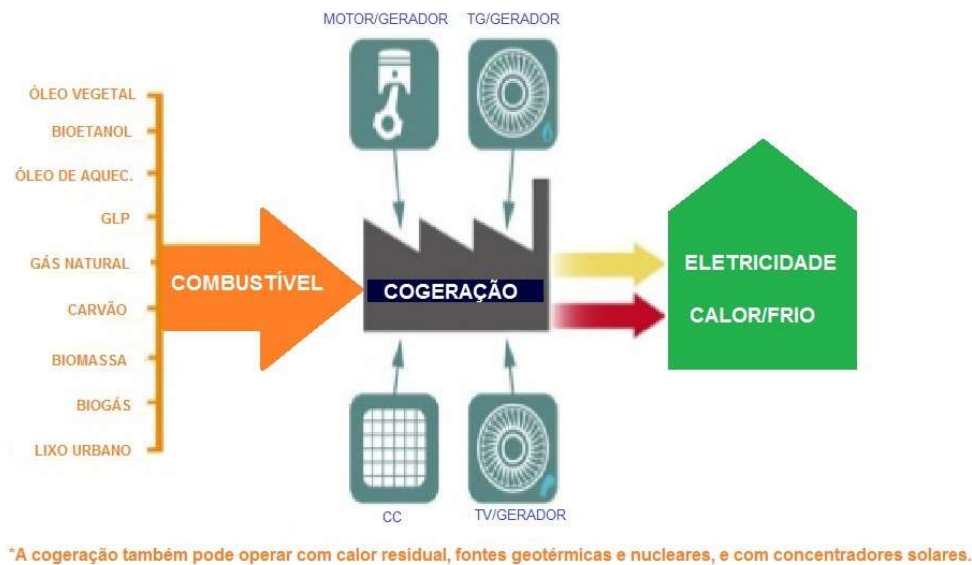 MOTOR/GERADOR
TG/GERADOR
ÓLEO VEGETAL
BIOETANOL
ÓLEO DE AQUEC.
GLP
GÁS NATURAL
CARVÃO
BIOMASSA
BIOGÁS
LIXO URBANO
COMBUSTÍVEL
COGERAÇÃO
ELETRICIDADE
CALOR/FRIO
CC
TV/GERADOR
*A cogeração também pode operar com calor residual, fontes geotérmicas e nucleares, e com concentradores solares.